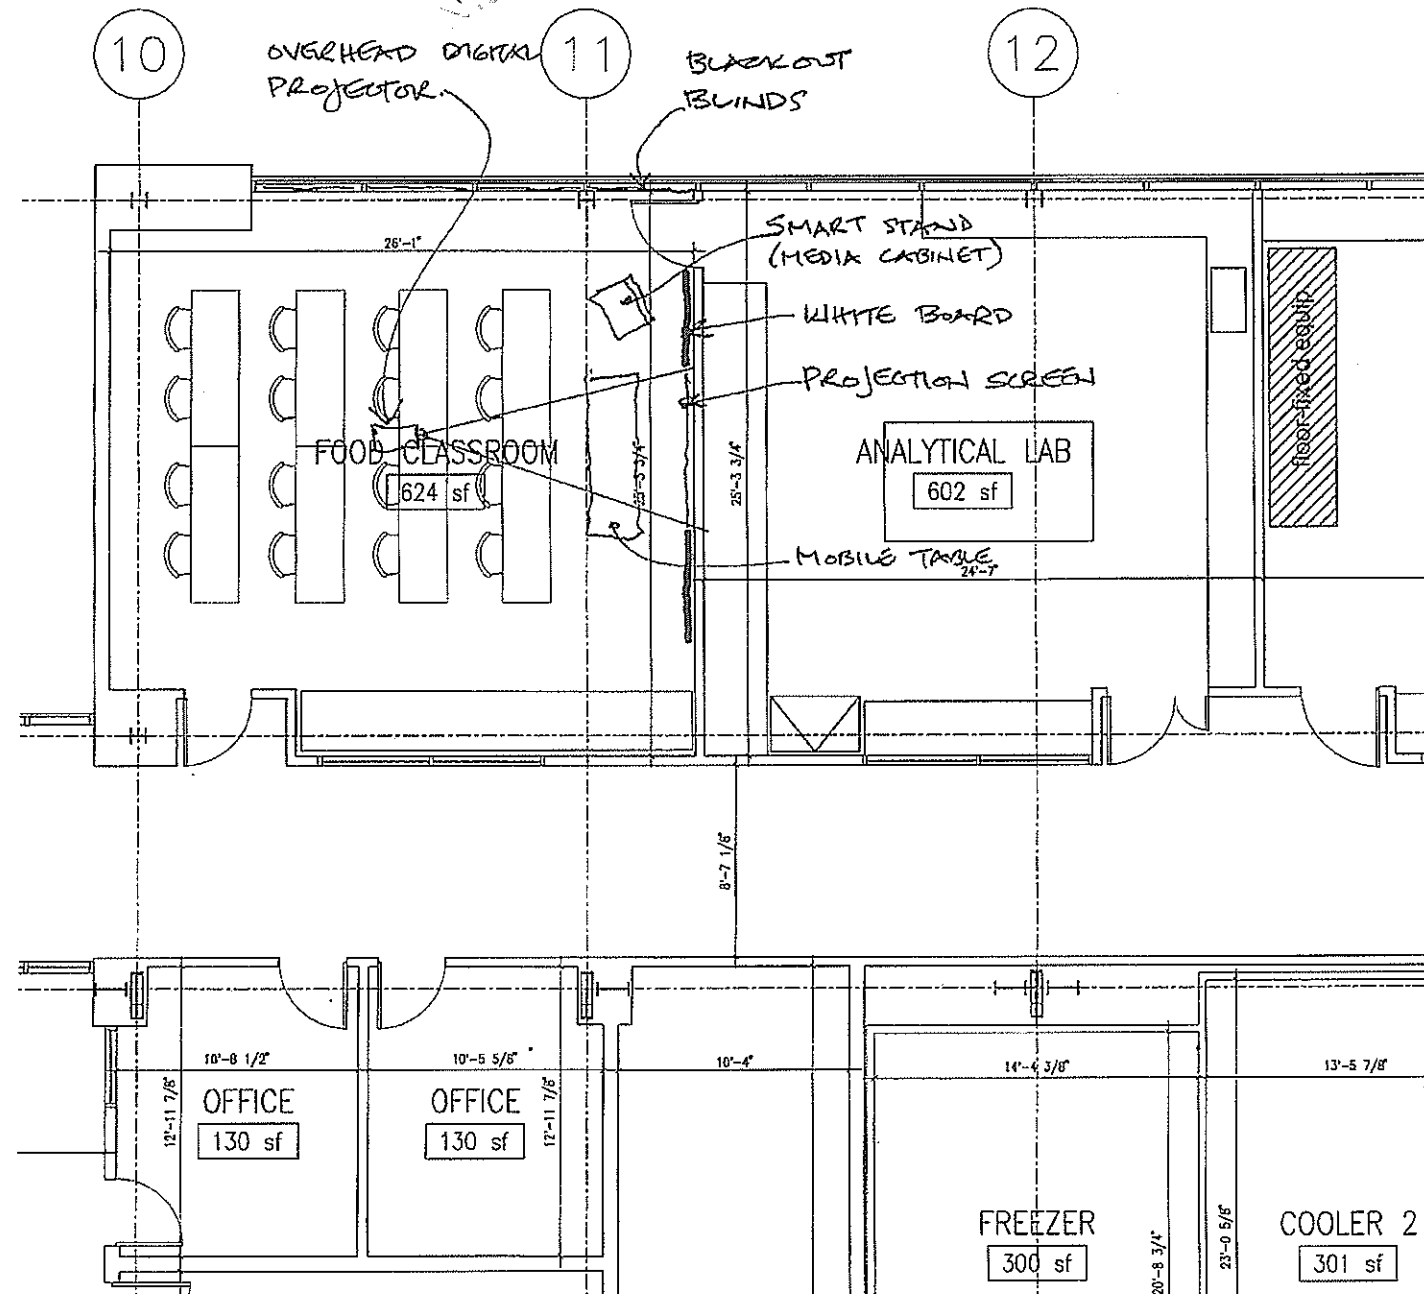 10
11
12
OVERHEAD DIGITAL
PROJECTOR.
BLACKOUT
BLINDS
26'-1"
SMART STAND
(MEDIA CABINET)
WHITE BOARD
PROJECTION SCREEN
floor-fixed equip
FOOD CLASSROOM
624 sf
25'-3 3/4"
25'-3 3/4"
ANALYTICAL LAB
602 sf
MOBILE TABLE
24'-7"
8'-7 1/8"
10'-8 1/2"
10'-5 5/8"
10'-4"
14'-4 3/8"
13'-5 7/8"
OFFICE
130 sf
12'-11 7/8"
OFFICE
130 sf
12'-11 7/8"
FREEZER
300 sf
20'-8 3/4"
23'-0 5/8"
COOLER 2
301 sf